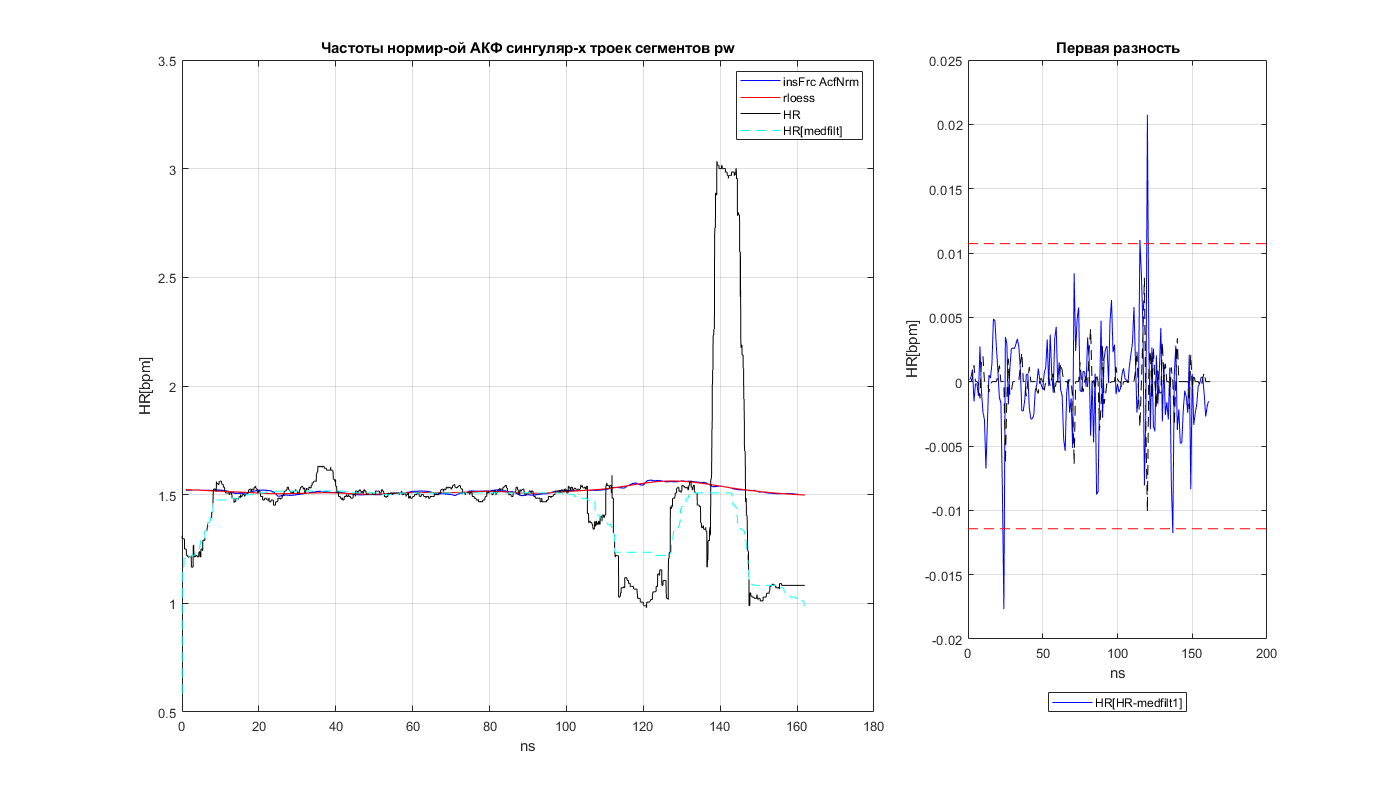 Частоты нормир-ой АКФ сингуляр-х троек сегментов pw
3.5
3
2.5
2
1.5
1
0.5
HR[bpm]
0 20 40 60 80 100 120 140 160 180
ns
insFrc AcfNrm
rloess
HR
HR[medfilt]
Первая разность
0.025
0.02
0.015
0.01
0.005
0
-0.005
-0.01
-0.015
-0.02
HR[bpm]
0 50 100 150 200
ns
HR[HR-medfilt1]